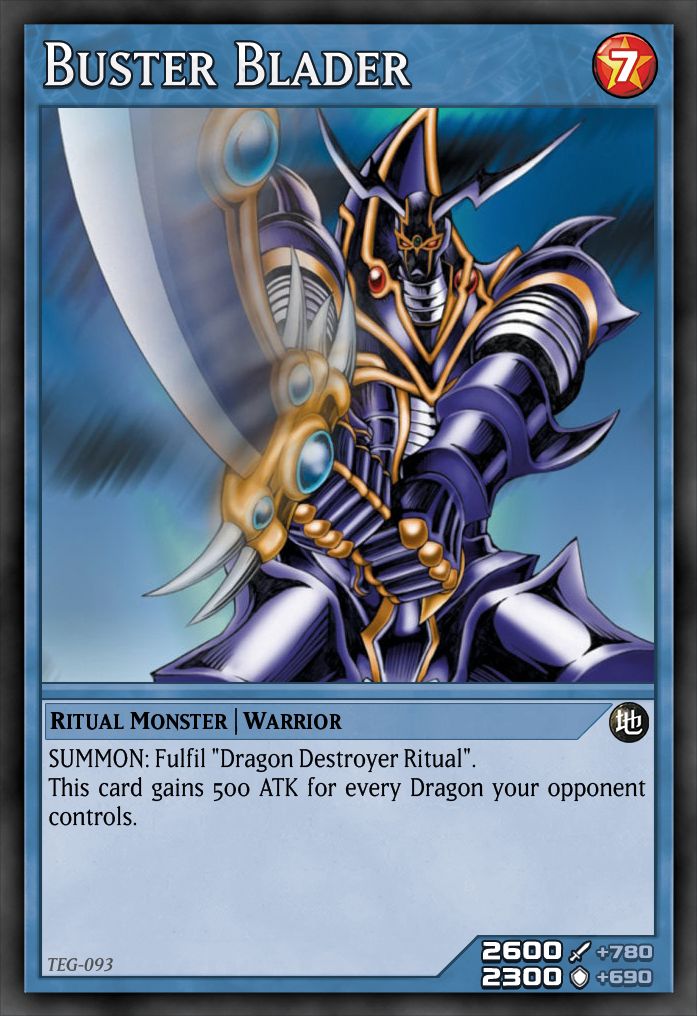 Buster Blader
7
Ritual Monster | Warrior
地
SUMMON: Fulfil "Dragon Destroyer Ritual".
This card gains 500 ATK for every Dragon your opponent
controls.
2600 +780
TEG-093
2300 +690